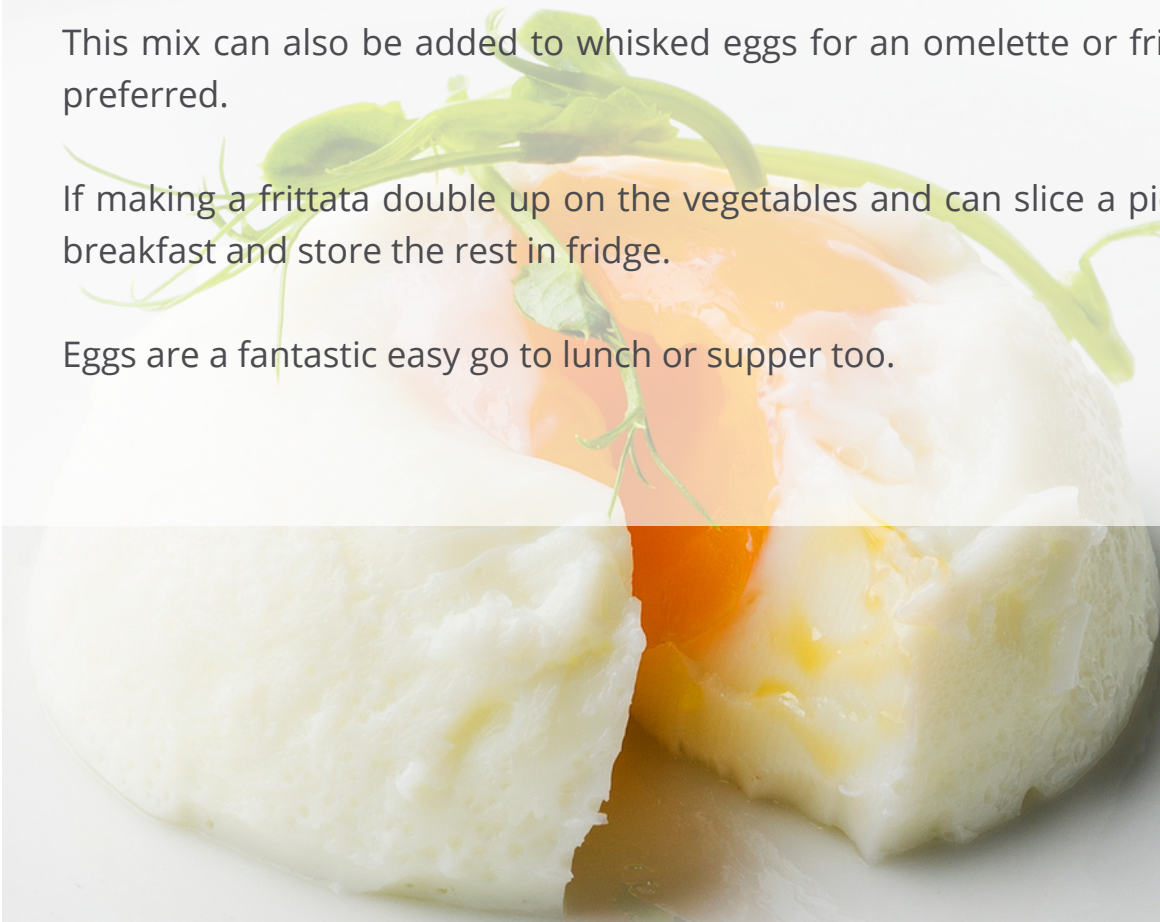 This mix can also be added to whisked eggs for an omelette or fri
preferred.
If making a frittata double up on the vegetables and can slice a pi
breakfast and store the rest in fridge.
Eggs are a fantastic easy go to lunch or supper too.